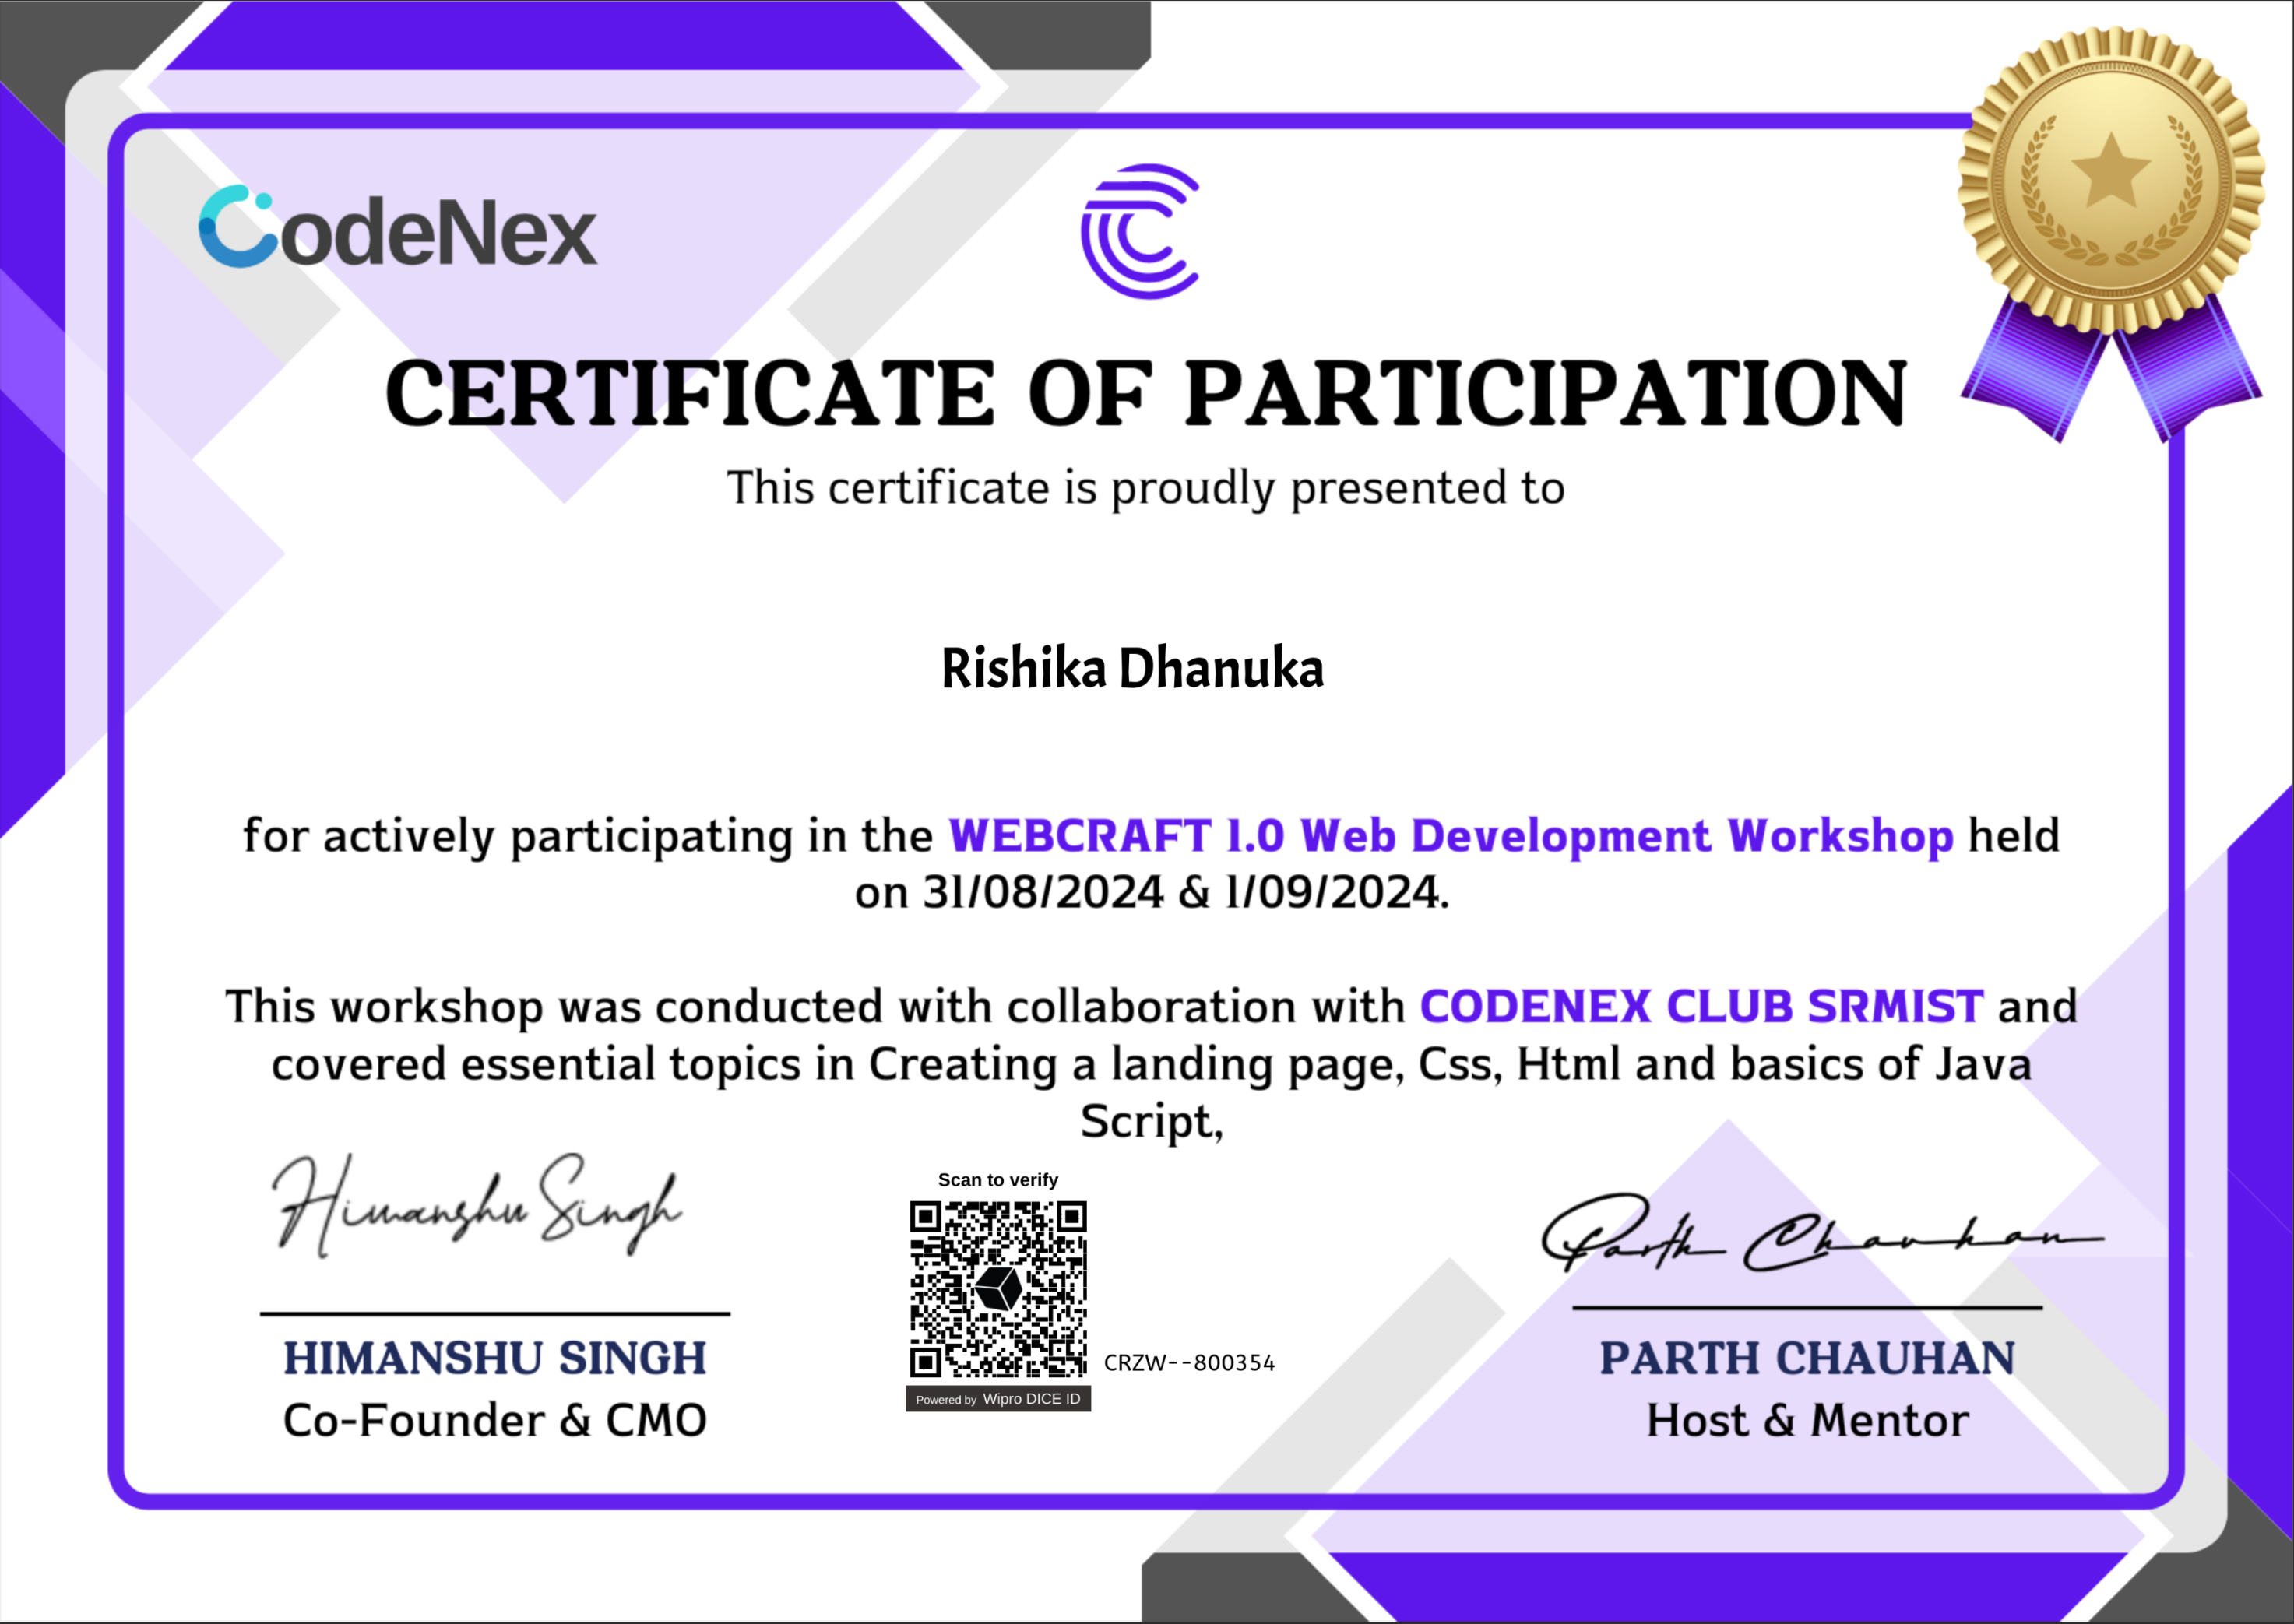 CodeNex
CERTIFICATE OF PARTICIPATION
This certificate is proudly presented to
Rishika Dhanuka
for actively participating in the WEBCRAFT 1.0 Web Development Workshop held
on 31/08/2024 & 1/09/2024.
This workshop was conducted with collaboration with CODENEX CLUB SRMIST and
covered essential topics in Creating a landing page, Css, Html and basics of Java
Script,
Himanshu Singh
HIMANSHU SINGH
Co-Founder & CMO
Scan to verify
CRZW--800354
Powered by Wipro DICE ID
Parth Chauhan
PARTH CHAUHAN
Host & Mentor